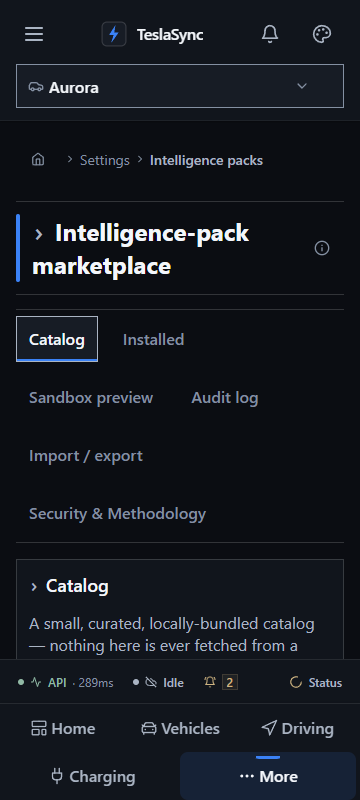 TeslaSync
Aurora
Settings > Intelligence packs
Intelligence-pack
marketplace
Catalog Installed
Sandbox preview Audit log
Import / export
Security & Methodology
Catalog
A small, curated, locally-bundled catalog
— nothing here is ever fetched from a
API · 289ms Idle 2 Status
Home Vehicles Driving
Charging More